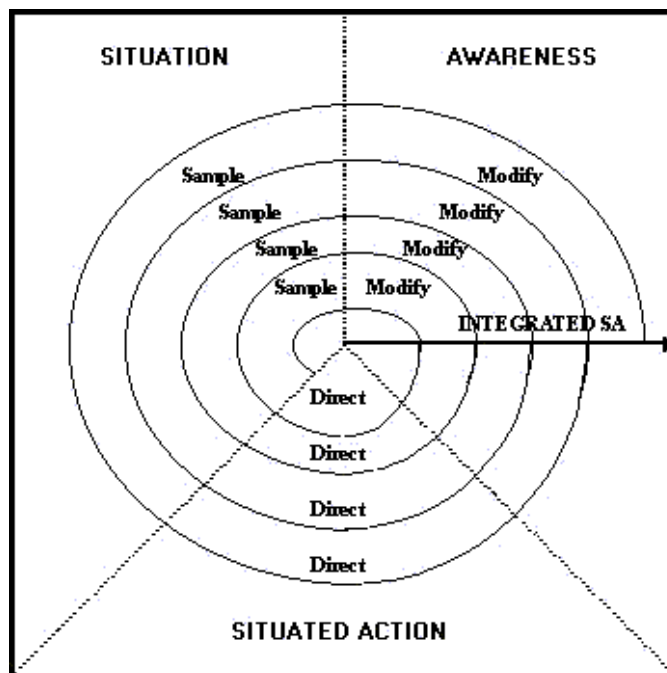 SITUATION AWARENESS
Sample Modify
Sample Modify
Sample Modify
Sample Modify
INTEGRATED SA
Direct
Direct
Direct
Direct
SITUATED ACTION